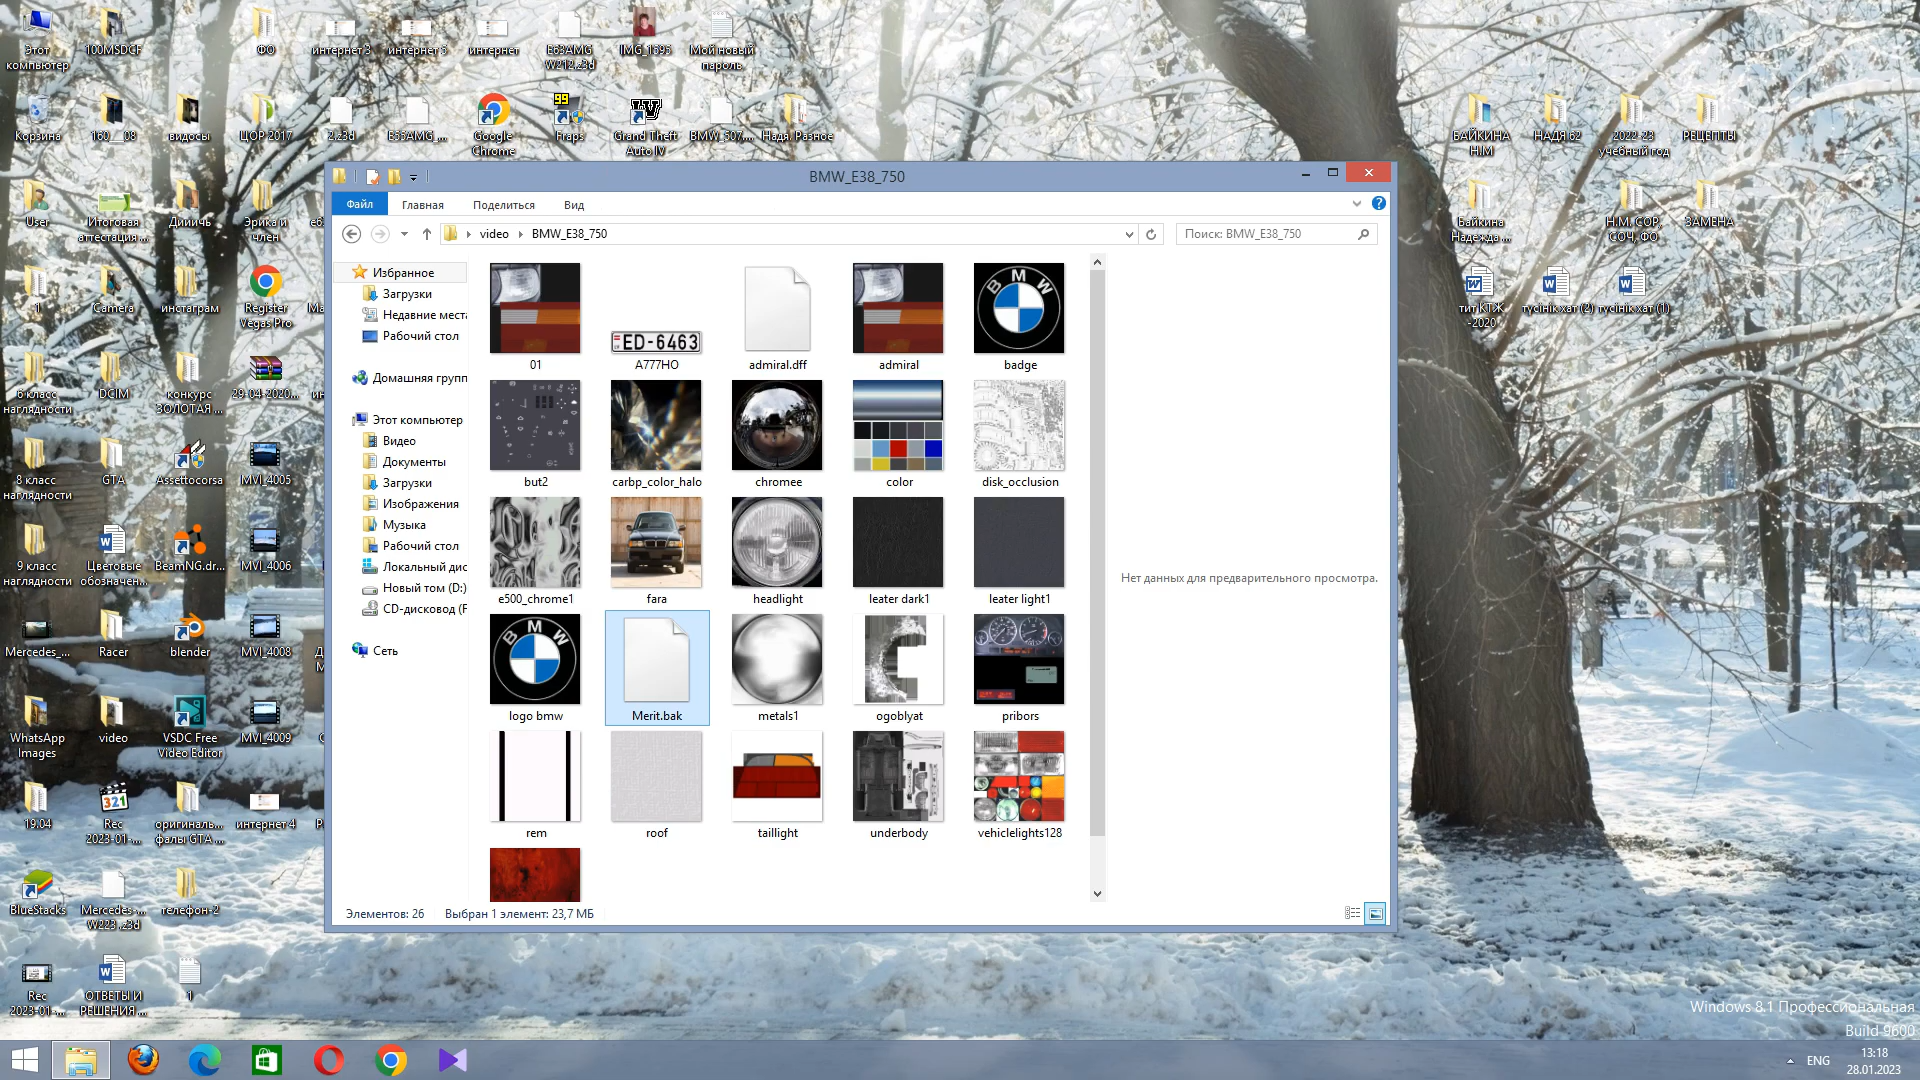 Этот компьютер
100MSDCF
ФО
интернет 3
интернет 5
интернет
E63AMG W212.z3d
IMG_1595
Мой новый пароль
Корзина
160___08
видосы
ЦОР 2017
2.z3d
E55AMG_...
Google Chrome
Fraps
Grand Theft Auto IV
BMW_507,...
Надя. Разное
БАЙКИНА Н.М
НАДЯ 62
2022-23 учебный год
РЕЦЕПТЫ
User
Итоговая аттестация ...
Дииичь
Эрика и член
Байкина Надежда ...
Н.М. СОР, СОЧ, ФО
ЗАМЕНА
1
Camera
инстаграм
Register Vegas Pro
тит КТЖ -2020
түсінік хат (2)
түсінік хат (1)
6 класс наглядности
DCIM
конкурс ЗОЛОТАЯ ...
29-04-2020...
8 класс наглядности
GTA
Assettocorsa
MVI_4005
9 класс наглядности
Цветовые обозначен...
BeamNG.dr...
MVI_4006
Mercedes_...
Racer
blender
MVI_4008
WhatsApp Images
video
VSDC Free Video Editor
MVI_4009
19.04
Rec 2023-01-...
оригиналь... фалы GTA ...
интернет 4
BlueStacks
Mercedes-... W223 .z3d
телефон-2
Rec 2023-01-...
ОТВЕТЫ И РЕШЕНИЯ ...
1
BMW_E38_750
Файл Главная Поделиться Вид
video BMW_E38_750
Поиск: BMW_E38_750
Избранное
Загрузки
Недавние места
Рабочий стол
Домашняя групп
Этот компьютер
Видео
Документы
Загрузки
Изображения
Музыка
Рабочий стол
Локальный дис
Новый том (D:)
CD-дисковод (F
Сеть
ED-6463
01
A777HO
admiral.dff
admiral
badge
but2
carbp_color_halo
chromee
color
disk_occlusion
e500_chrome1
fara
headlight
leater dark1
leater light1
logo bmw
Merit.bak
metals1
ogoblyat
pribors
rem
roof
taillight
underbody
vehiclelights128
Нет данных для предварительного просмотра.
Элементов: 26 Выбран 1 элемент: 23,7 МБ
Windows 8.1 Профессиональная
Build 9600
ENG
13:18
28.01.2023